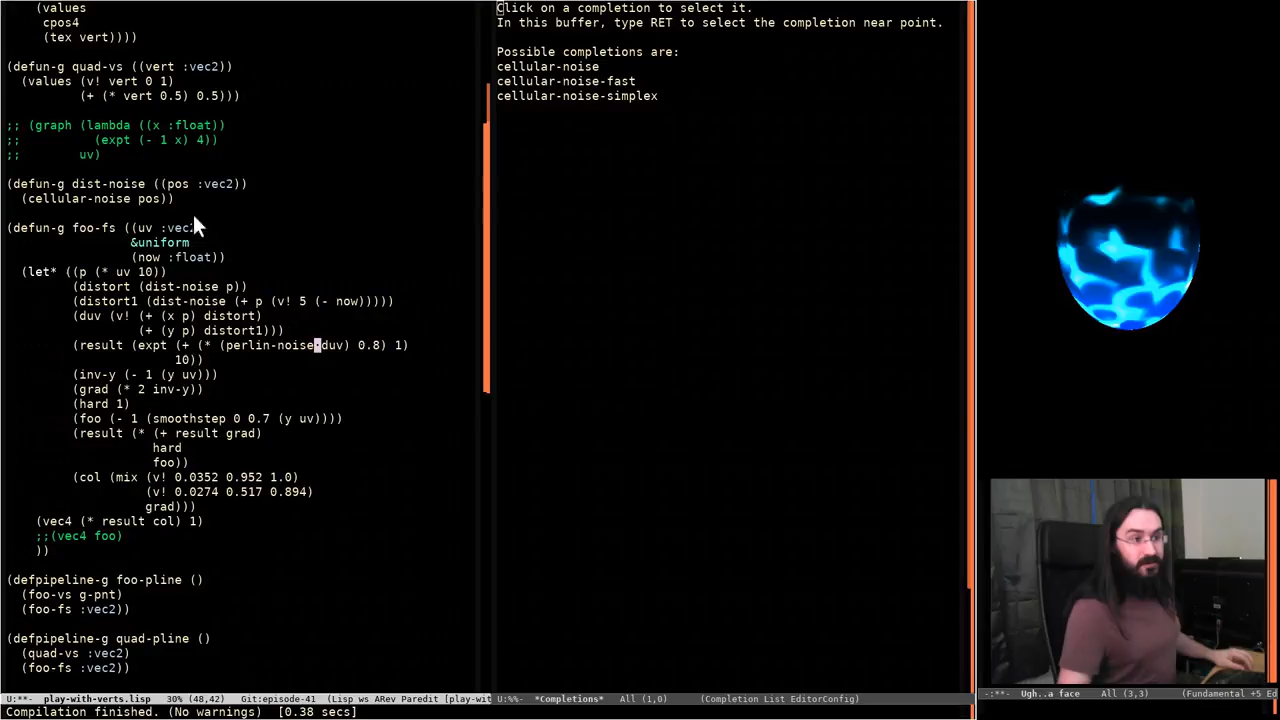 (values
cpos4
(tex vert))))
(defun-g quad-vs ((vert :vec2))
(values (v! vert 0 1)
(+ (* vert 0.5) 0.5)))
;; (graph (lambda ((x :float))
;; (expt (- 1 x) 4))
;; uv)
(defun-g dist-noise ((pos :vec2))
(cellular-noise pos))
(defun-g foo-fs ((uv :vec
&uniform
(now :float))
(let* ((p (* uv 10))
(distort (dist-noise p))
(distort1 (dist-noise (+ p (v! 5 (- now)))))
(duv (v! (+ (x p) distort)
(+ (y p) distort1)))
(result (expt (+ (* (perlin-noise duv) 0.8) 1)
10))
(inv-y (- 1 (y uv)))
(grad (* 2 inv-y))
(hard 1)
(foo (- 1 (smoothstep 0 0.7 (y uv))))
(result (* (+ result grad)
hard
foo))
(col (mix (v! 0.0352 0.952 1.0)
(v! 0.0274 0.517 0.894)
grad)))
(vec4 (* result col) 1)
;;(vec4 foo)
))
(defpipeline-g foo-pline ()
(foo-vs g-pnt)
(foo-fs :vec2))
(defpipeline-g quad-pline ()
(quad-vs :vec2)
(foo-fs :vec2))
U:**- play-with-verts.lisp 30% (48,42) Git:episode-41 (Lisp ws ARev Paredit [play-wit
Compilation finished. (No warnings) [0.38 secs]
Click on a completion to select it.
In this buffer, type RET to select the completion near point.
Possible completions are:
cellular-noise
cellular-noise-fast
cellular-noise-simplex
U:%%- *Completions* All (1,0) (Completion List EditorConfig)
-:**- Ugh..a face All (3,3) (Fundamental +5 Ed